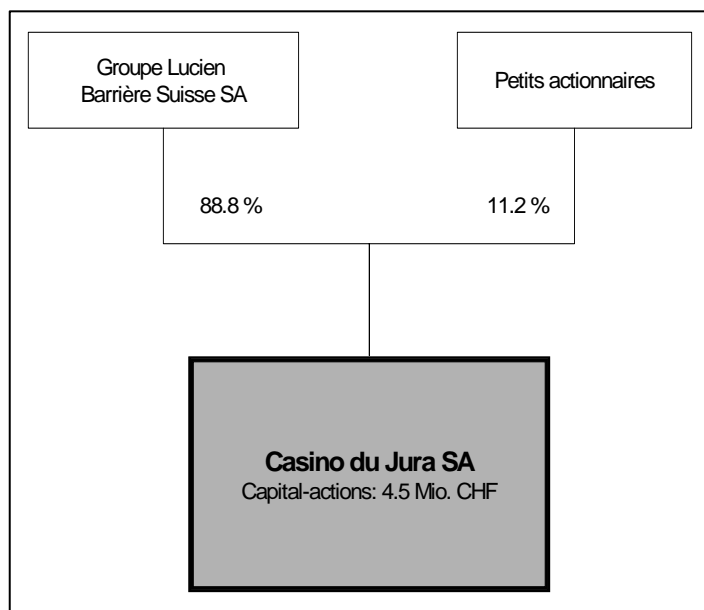 Groupe Lucien
Barrière Suisse SA
Petits actionnaires
88.8 %
11.2 %
Casino du Jura SA
Capital-actions: 4.5 Mio. CHF